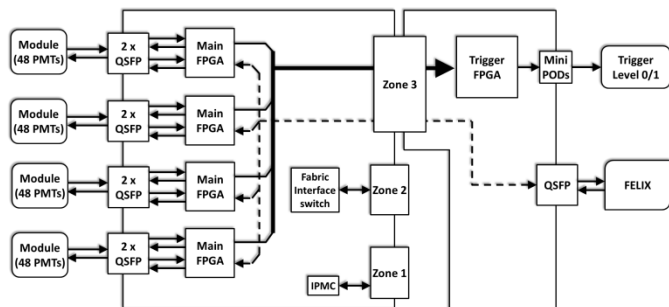 Module
(48 PMTs)
2 x
QSFP
Main
FPGA
Module
(48 PMTs)
2 x
QSFP
Main
FPGA
Module
(48 PMTs)
2 x
QSFP
Main
FPGA
Module
(48 PMTs)
2 x
QSFP
Main
FPGA
Zone 3
Trigger
FPGA
Mini
PODs
Trigger
Level 0/1
Fabric
Interface
switch
Zone 2
QSFP
FELIX
IPMC
Zone 1